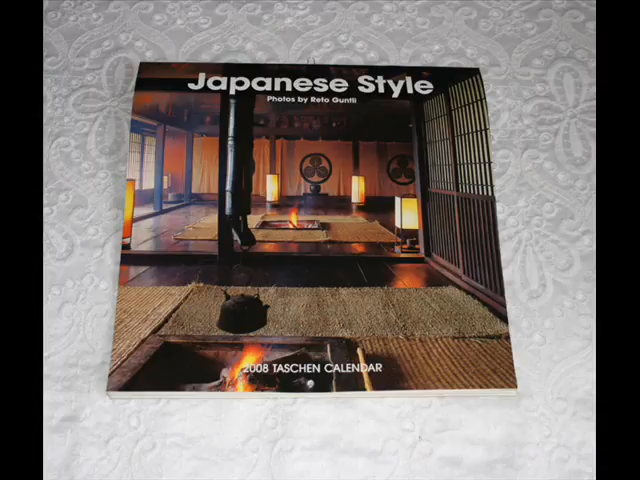 Japanese Style
Photos by Reto Guntli
2008 TASCHEN CALENDAR